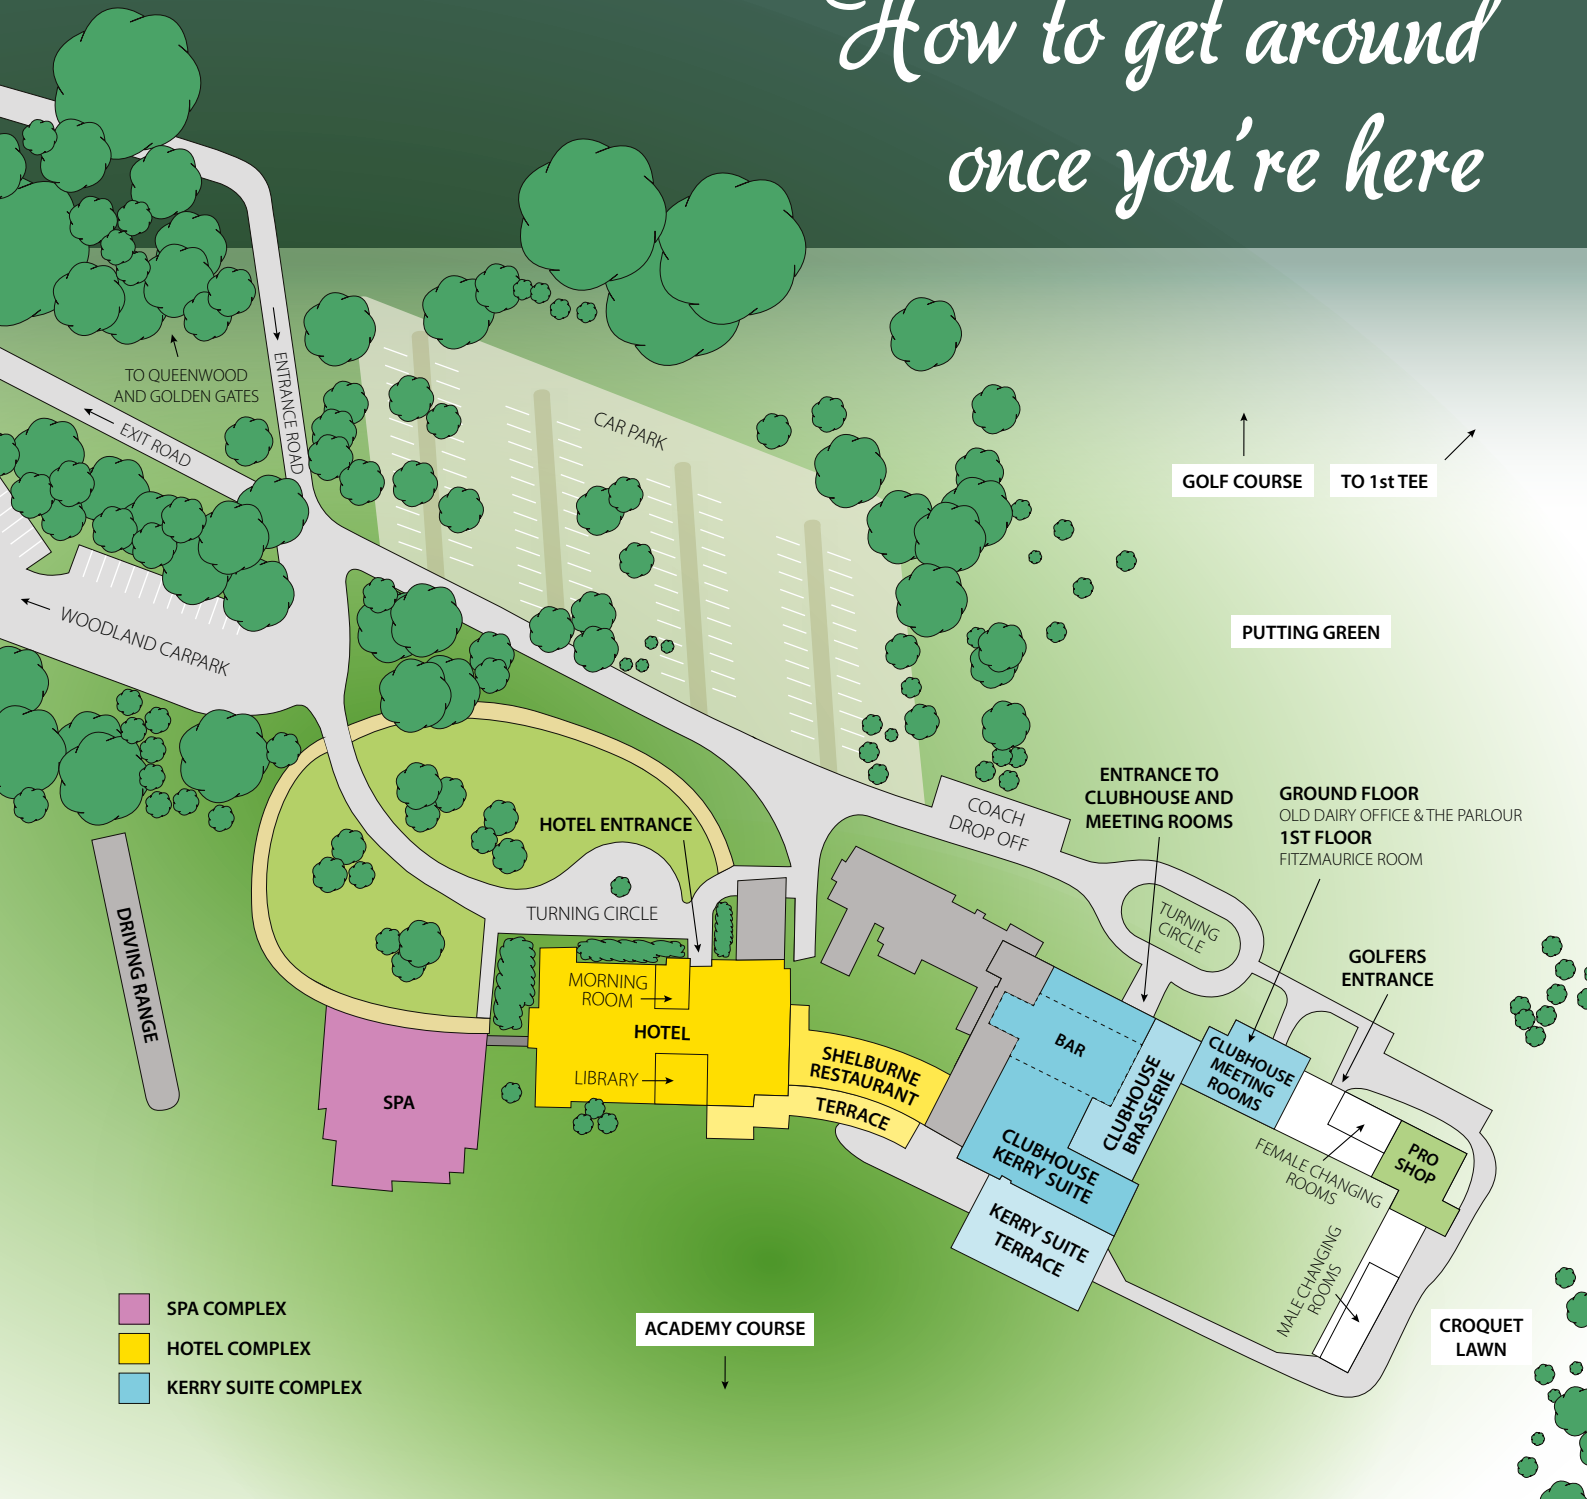 How to get around
once you're here
TO QUEENWOOD
AND GOLDEN GATES
ENTRANCE ROAD
EXIT ROAD
CAR PARK
GOLF COURSE
TO 1st TEE
WOODLAND CARPARK
PUTTING GREEN
ENTRANCE TO
CLUBHOUSE AND
MEETING ROOMS
GROUND FLOOR
OLD DAIRY OFFICE & THE PARLOUR
1ST FLOOR
FITZMAURICE ROOM
COACH
DROP OFF
HOTEL ENTRANCE
TURNING CIRCLE
TURNING
CIRCLE
DRIVING RANGE
GOLFERS
ENTRANCE
MORNING
ROOM
HOTEL
LIBRARY
SPA
SHELBURNE
RESTAURANT
TERRACE
BAR
CLUBHOUSE
BRASSERIE
CLUBHOUSE
MEETING
ROOMS
CLUBHOUSE
KERRY SUITE
KERRY SUITE
TERRACE
FEMALE CHANGING
ROOMS
PRO
SHOP
MALE CHANGING
ROOMS
SPA COMPLEX
HOTEL COMPLEX
KERRY SUITE COMPLEX
ACADEMY COURSE
CROQUET
LAWN